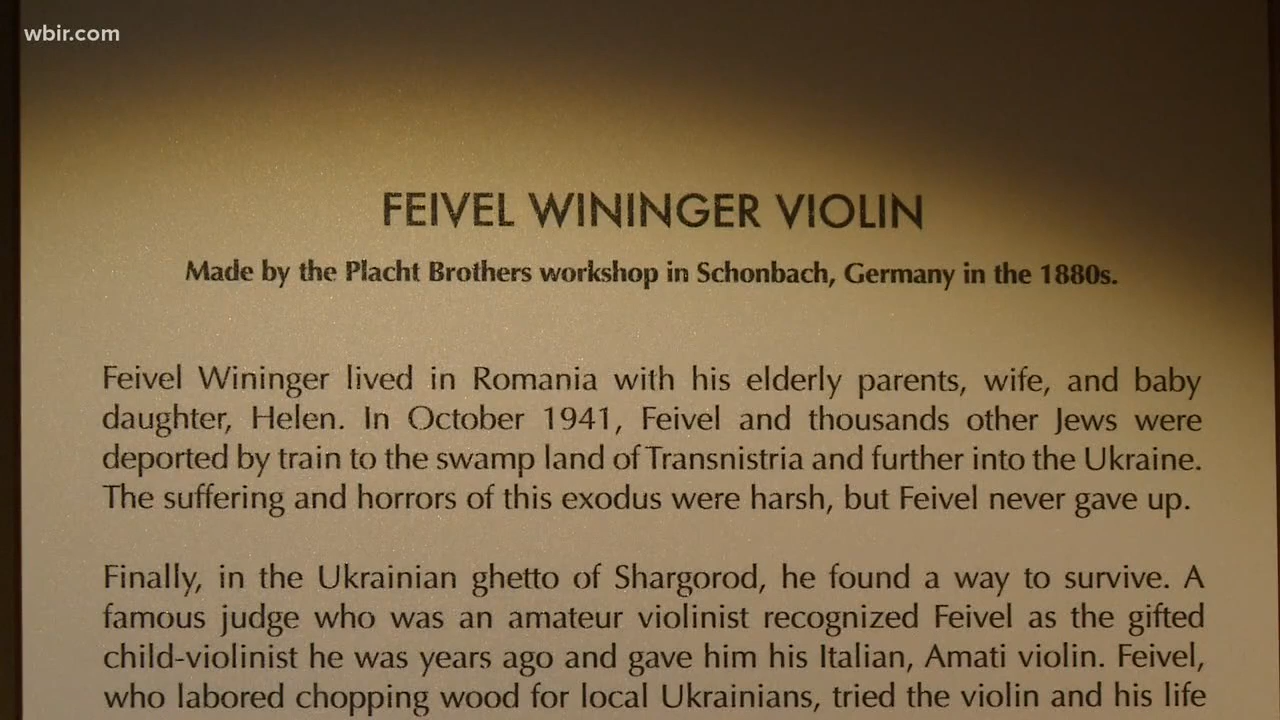 wbir.com
FEIVEL WININGER VIOLIN
Made by the Placht Brothers workshop in Schonbach, Germany in the 1880s.
Feivel Wininger lived in Romania with his elderly parents, wife, and baby
daughter, Helen. In October 1941, Feivel and thousands other Jews were
deported by train to the swamp land of Transnistria and further into the Ukraine.
The suffering and horrors of this exodus were harsh, but Feivel never gave up.
Finally, in the Ukrainian ghetto of Shargorod, he found a way to survive. A
famous judge who was an amateur violinist recognized Feivel as the gifted
child-violinist he was years ago and gave him his Italian, Amati violin. Feivel,
who labored chopping wood for local Ukrainians, tried the violin and his life